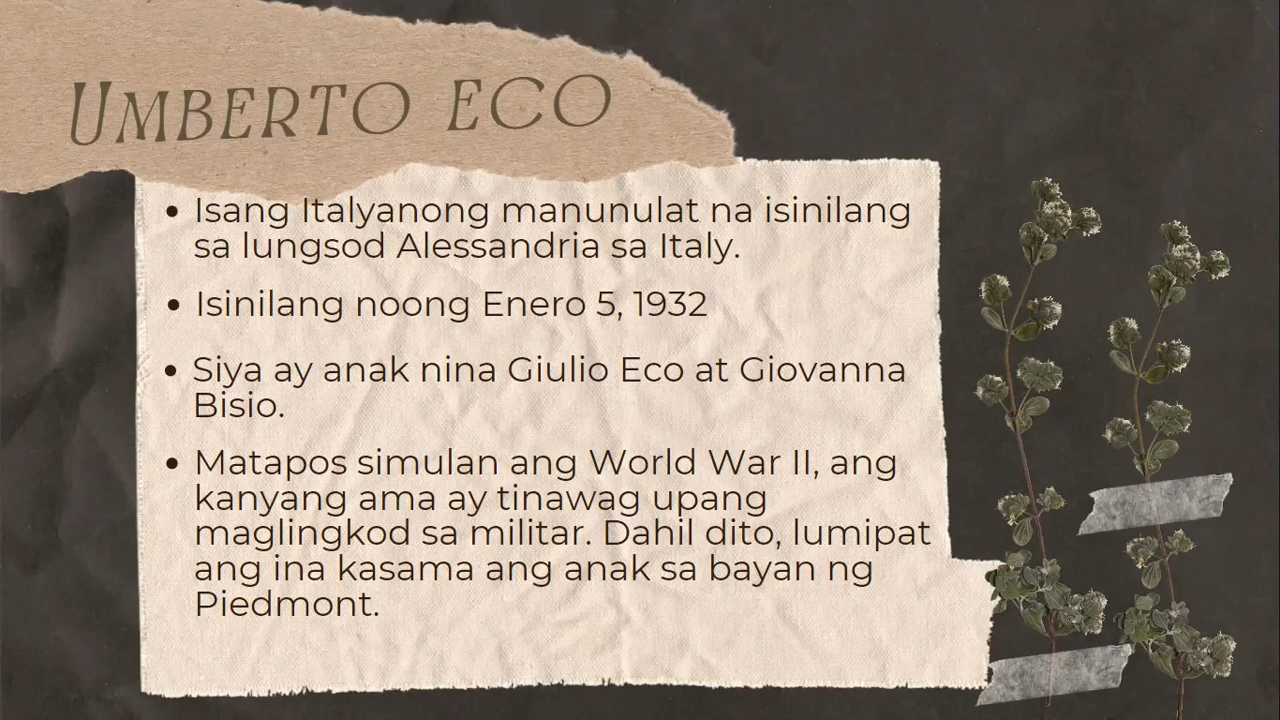 UMBERTO ECO
• Isang Italyanong manunulat na isinilang
sa lungsod Alessandria sa Italy.
• Isinilang noong Enero 5, 1932
• Siya ay anak nina Giulio Eco at Giovanna
Bisio.
• Matapos simulan ang World War II, ang
kanyang ama ay tinawag upang
maglingkod sa militar. Dahil dito, lumipat
ang ina kasama ang anak sa bayan ng
Piedmont.